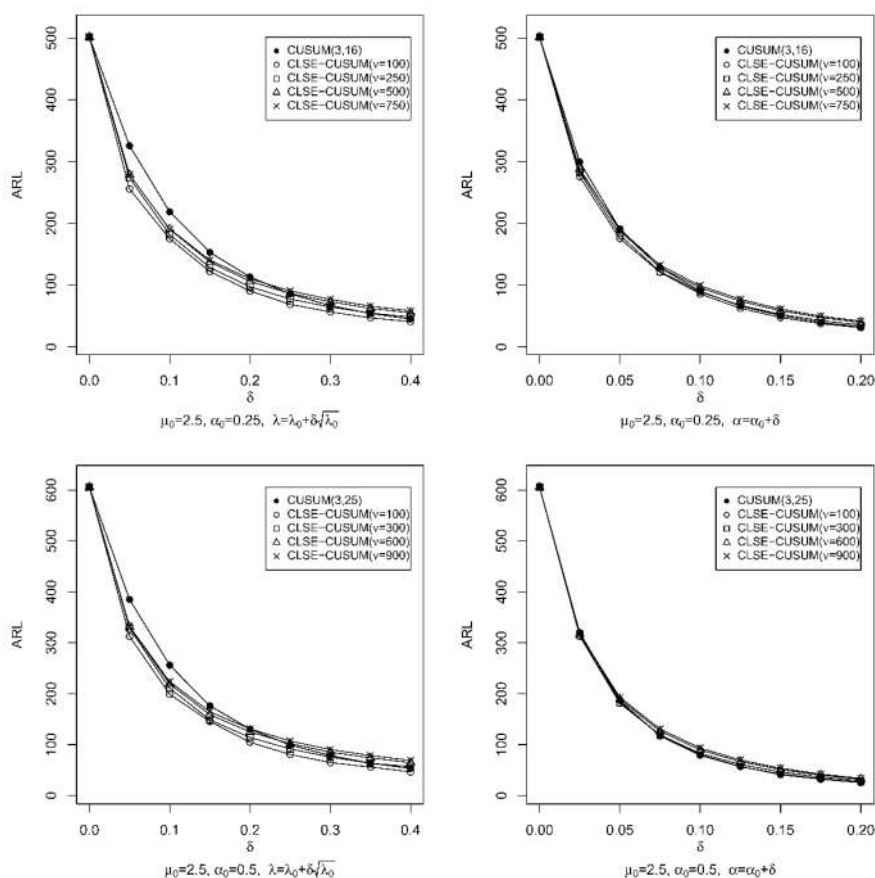 CUSUM(3,16)
CLSE−CUSUM(ν=100)
CLSE−CUSUM(ν=250)
CLSE−CUSUM(ν=500)
CLSE−CUSUM(ν=750)
ARL
0 100 200 300 400 500
0.0 0.1 0.2 0.3 0.4
δ
μ0=2.5, α0=0.25, λ=λ0+δ√λ0
CUSUM(3,16)
CLSE−CUSUM(ν=100)
CLSE−CUSUM(ν=250)
CLSE−CUSUM(ν=500)
CLSE−CUSUM(ν=750)
ARL
0 100 200 300 400 500
0.00 0.05 0.10 0.15 0.20
δ
μ0=2.5, α0=0.25, α=α0+δ
CUSUM(3,25)
CLSE−CUSUM(ν=100)
CLSE−CUSUM(ν=300)
CLSE−CUSUM(ν=600)
CLSE−CUSUM(ν=900)
ARL
0 100 200 300 400 500 600
0.0 0.1 0.2 0.3 0.4
δ
μ0=2.5, α0=0.5, λ=λ0+δ√λ0
CUSUM(3,25)
CLSE−CUSUM(ν=100)
CLSE−CUSUM(ν=300)
CLSE−CUSUM(ν=600)
CLSE−CUSUM(ν=900)
ARL
0 100 200 300 400 500 600
0.00 0.05 0.10 0.15 0.20
δ
μ0=2.5, α0=0.5, α=α0+δ